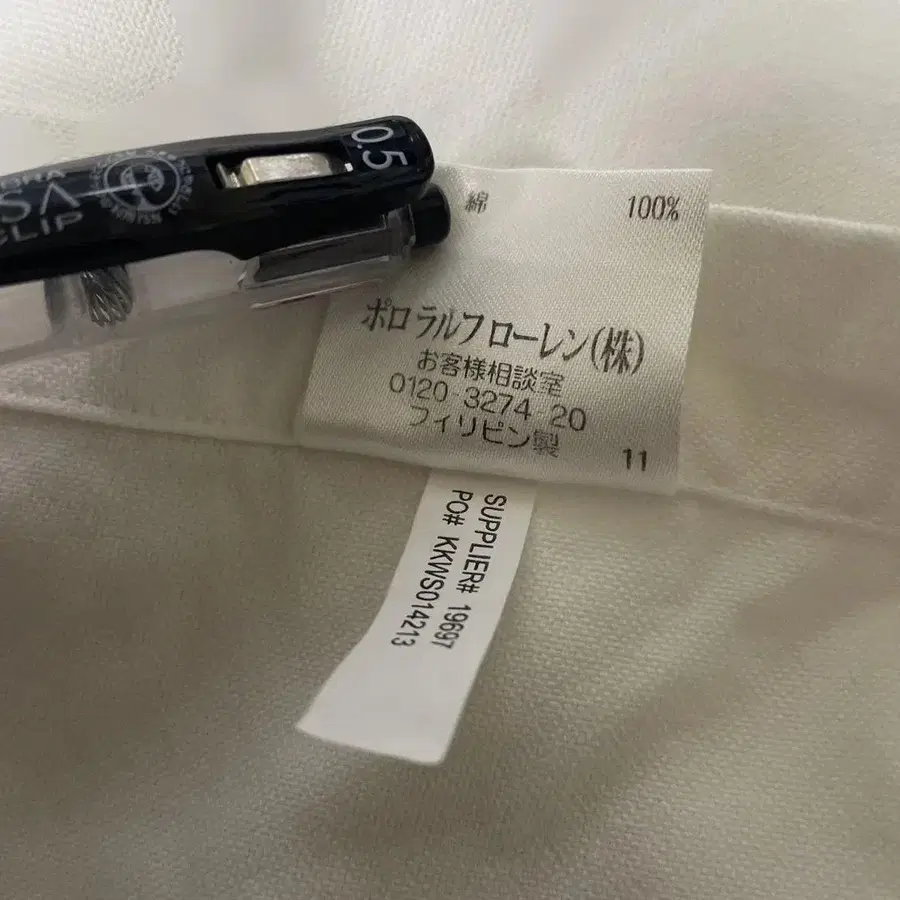 0.5
SA
CLIP
綿 100%
ポロ ラルフ ローレン(株)
お客様相談室
0120-3274-20
フィリピン製
11
SUPPLIER# 19697
PO# KKWS014213